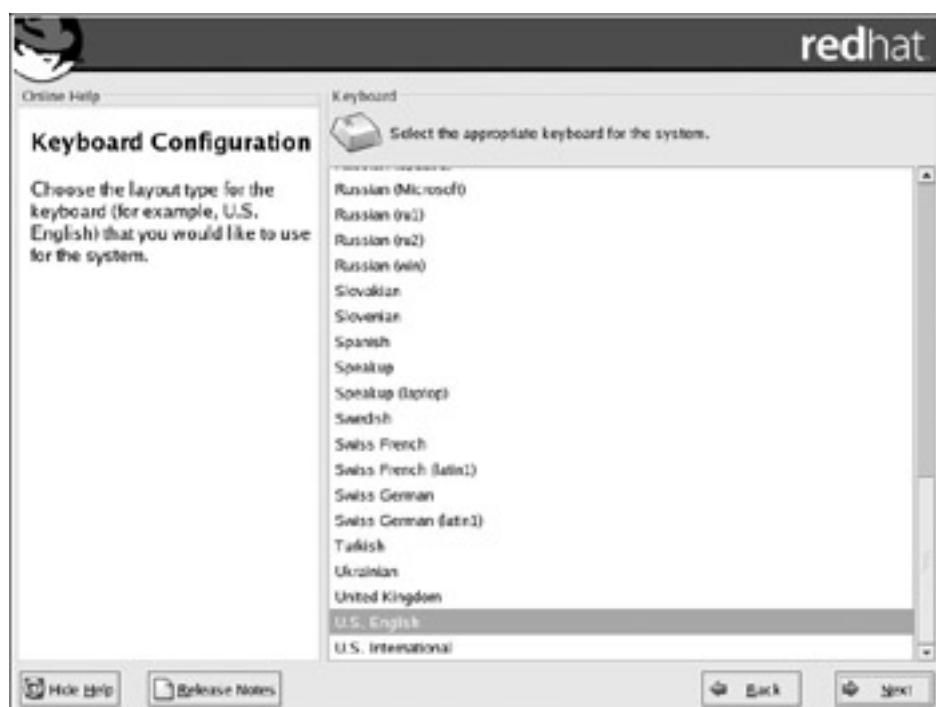 redhat
Online Help
Keyboard Configuration
Choose the layout type for the
keyboard (for example, U.S.
English) that you would like to use
for the system.
Keyboard
Select the appropriate keyboard for the system.
Russian (Microsoft)
Russian (ru1)
Russian (ru2)
Russian (win)
Slovakian
Slovenian
Spanish
Speakup
Speakup (laptop)
Swedish
Swiss French
Swiss French (latin1)
Swiss German
Swiss German (latin1)
Turkish
Ukrainian
United Kingdom
U.S. English
U.S. International
Hide Help
Release Notes
Back
Next